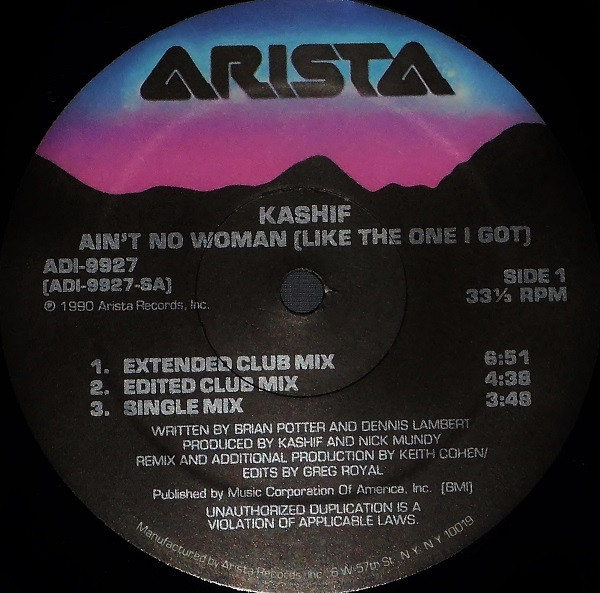 ARISTA
KASHIF
AIN'T NO WOMAN (LIKE THE ONE I GOT)
ADI-9927
(ADI-9927-SA)
℗ 1990 Arista Records, Inc.
SIDE 1
33⅓ RPM
1. EXTENDED CLUB MIX 6:51
2. EDITED CLUB MIX 4:38
3. SINGLE MIX 3:48
WRITTEN BY BRIAN POTTER AND DENNIS LAMBERT
PRODUCED BY KASHIF AND NICK MUNDY
REMIX AND ADDITIONAL PRODUCTION BY KEITH COHEN/
EDITS BY GREG ROYAL
Published by Music Corporation Of America, Inc. (BMI)
UNAUTHORIZED DUPLICATION IS A
VIOLATION OF APPLICABLE LAWS.
Manufactured by Arista Records, Inc., 6 W. 57th St., N.Y. N.Y. 10019